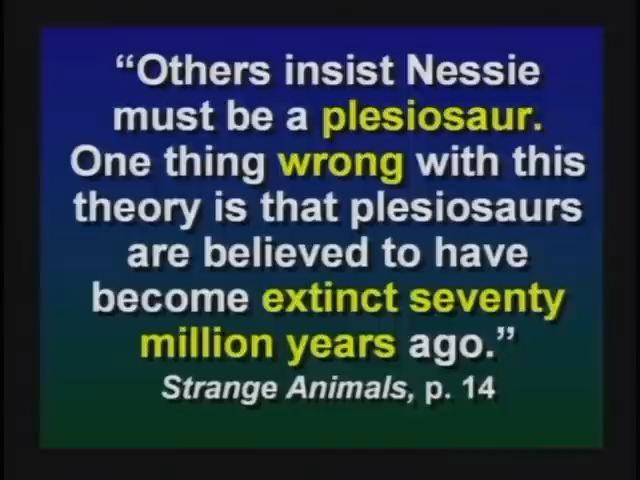 “Others insist Nessie
must be a plesiosaur.
One thing wrong with this
theory is that plesiosaurs
are believed to have
become extinct seventy
million years ago.”
Strange Animals, p. 14